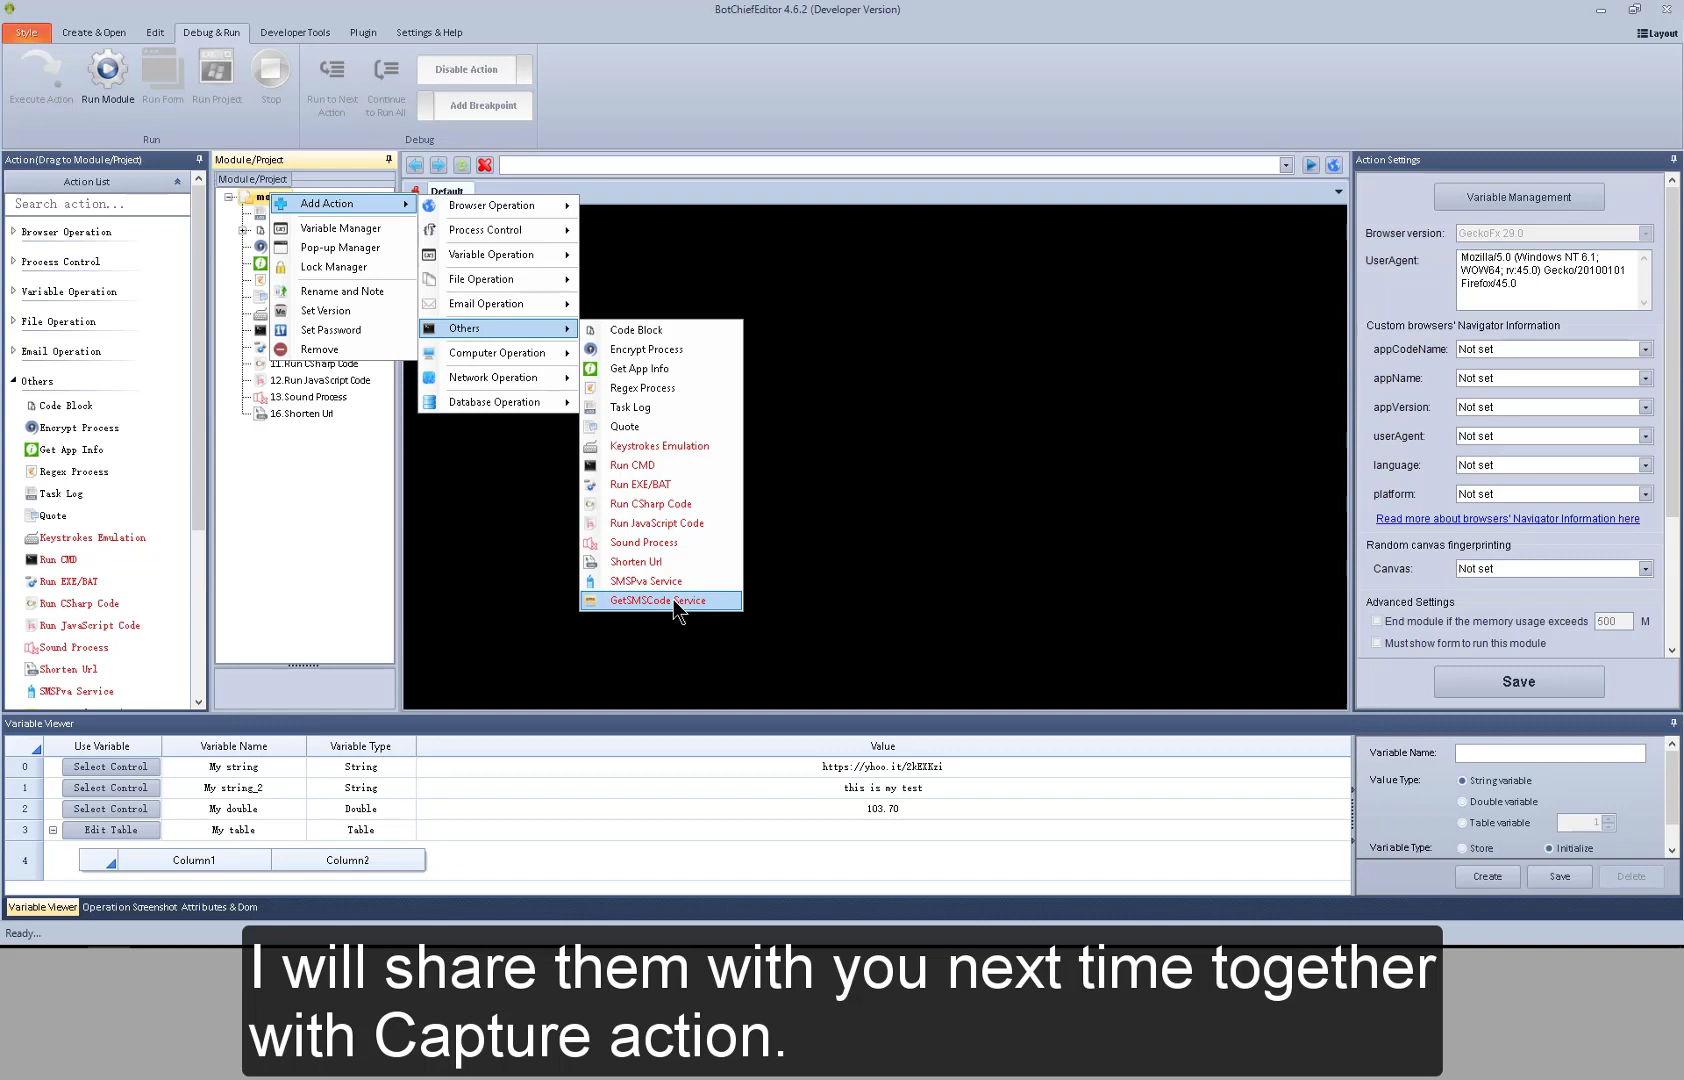 BotChiefEditor 4.6.2 (Developer Version)
Style
Create & Open
Edit
Debug & Run
Developer Tools
Plugin
Settings & Help
Layout
Execute Action
Run Module
Run Form
Run Project
Stop
Run to Next Action
Continue to Run All
Disable Action
Add Breakpoint
Run
Debug
Action(Drag to Module/Project)
Action List
Search action...
Browser Operation
Process Control
Variable Operation
File Operation
Email Operation
Others
Code Block
Encrypt Process
Get App Info
Regex Process
Task Log
Quote
Keystrokes Emulation
Run CMD
Run EXE/BAT
Run CSharp Code
Run JavaScript Code
Sound Process
Shorten Url
SMSPva Service
Module/Project
Module/Project
11.Run CSharp Code
12.Run JavaScript Code
13.Sound Process
16.Shorten Url
Add Action
Variable Manager
Pop-up Manager
Lock Manager
Rename and Note
Set Version
Set Password
Remove
Default
Browser Operation
Process Control
Variable Operation
File Operation
Email Operation
Others
Computer Operation
Network Operation
Database Operation
Code Block
Encrypt Process
Get App Info
Regex Process
Task Log
Quote
Keystrokes Emulation
Run CMD
Run EXE/BAT
Run CSharp Code
Run JavaScript Code
Sound Process
Shorten Url
SMSPva Service
GetSMSCode Service
Action Settings
Variable Management
Browser version: GeckoFx 29.0
UserAgent: Mozilla/5.0 (Windows NT 6.1;
WOW64; rv:45.0) Gecko/20100101
Firefox/45.0
Custom browsers' Navigator Information
appCodeName: Not set
appName: Not set
appVersion: Not set
userAgent: Not set
language: Not set
platform: Not set
Read more about browsers' Navigator Information here
Random canvas fingerprinting
Canvas: Not set
Advanced Settings
End module if the memory usage exceeds 500 M
Must show form to run this module
Save
Variable Viewer
Use Variable Variable Name Variable Type Value
0 Select Control My string String https://yhoo.it/2kEXKzi
1 Select Control My string_2 String this is my test
2 Select Control My double Double 103.70
3 Edit Table My table Table
4 Column1 Column2
Variable Name:
Value Type: String variable
Double variable
Table variable 1
Variable Type: Store Initialize
Create Save Delete
Variable Viewer Operation Screenshot Attributes & Dom
Ready...
I will share them with you next time together
with Capture action.